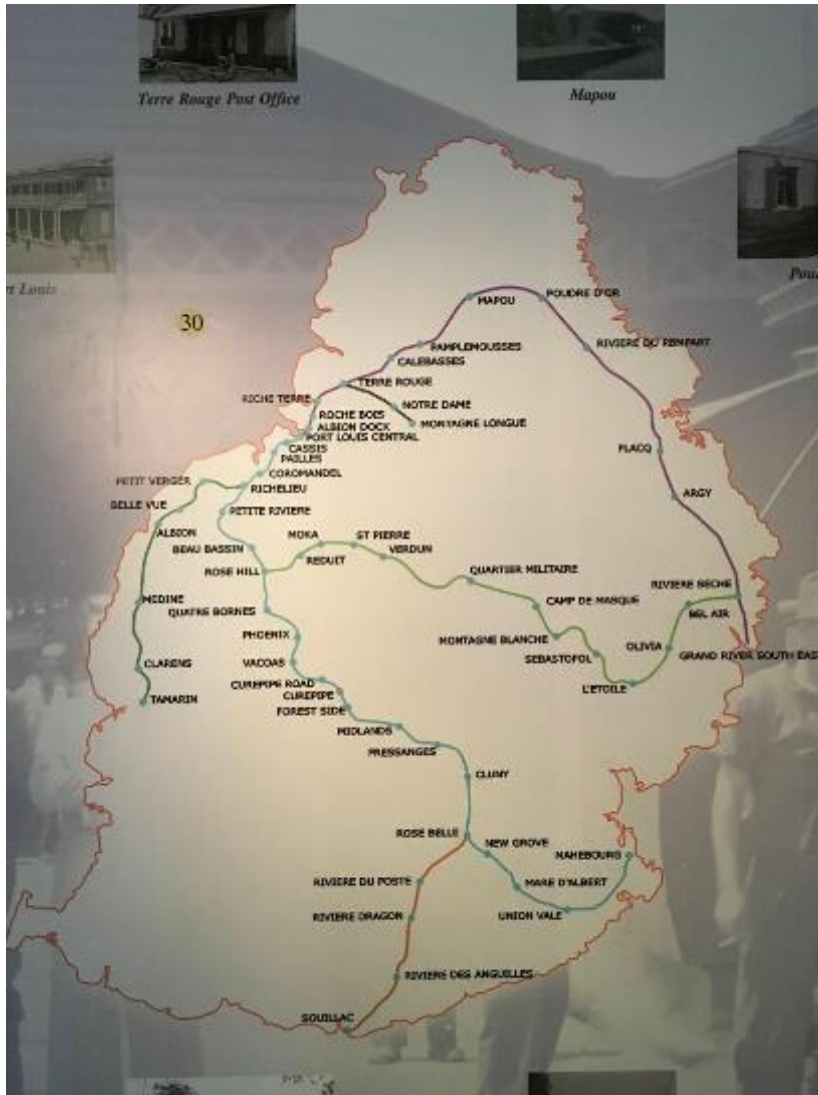 Terre Rouge Post Office
Mapou
rt Louis
Pou
30
MAPOU
POUDRE D'OR
PAMPLEMOUSSES
RIVIERE DU REMPART
CALEBASSES
TERRE ROUGE
RICHE TERRE
NOTRE DAME
ROCHE BOIS
ALBION DOCK
MONTAGNE LONGUE
PORT LOUIS CENTRAL
CASSIS
FLACQ
PAILLES
COROMANDEL
PETIT VERGER
RICHELIEU
ARGY
BELLE VUE
PETITE RIVIERE
ALBION
MOKA
ST PIERRE
BEAU BASSIN
VERDUN
REDUIT
ROSE HILL
QUARTIER MILITAIRE
RIVIERE SECHE
MEDINE
CAMP DE MASQUE
QUATRE BORNES
BEL AIR
PHOENIX
MONTAGNE BLANCHE
OLIVIA
GRAND RIVER SOUTH EAS
SEBASTOPOL
CLARENS
VACOAS
CUREPIPE ROAD
L'ETOILE
CUREPIPE
TAMARIN
FOREST SIDE
MIDLANDS
PRESSANGES
CLUNY
ROSE BELLE
NEW GROVE
MAHEBOURG
RIVIERE DU POSTE
MARE D'ALBERT
RIVIERE DRAGON
UNION VALE
RIVIERE DES ANGUILLES
SOUILLAC